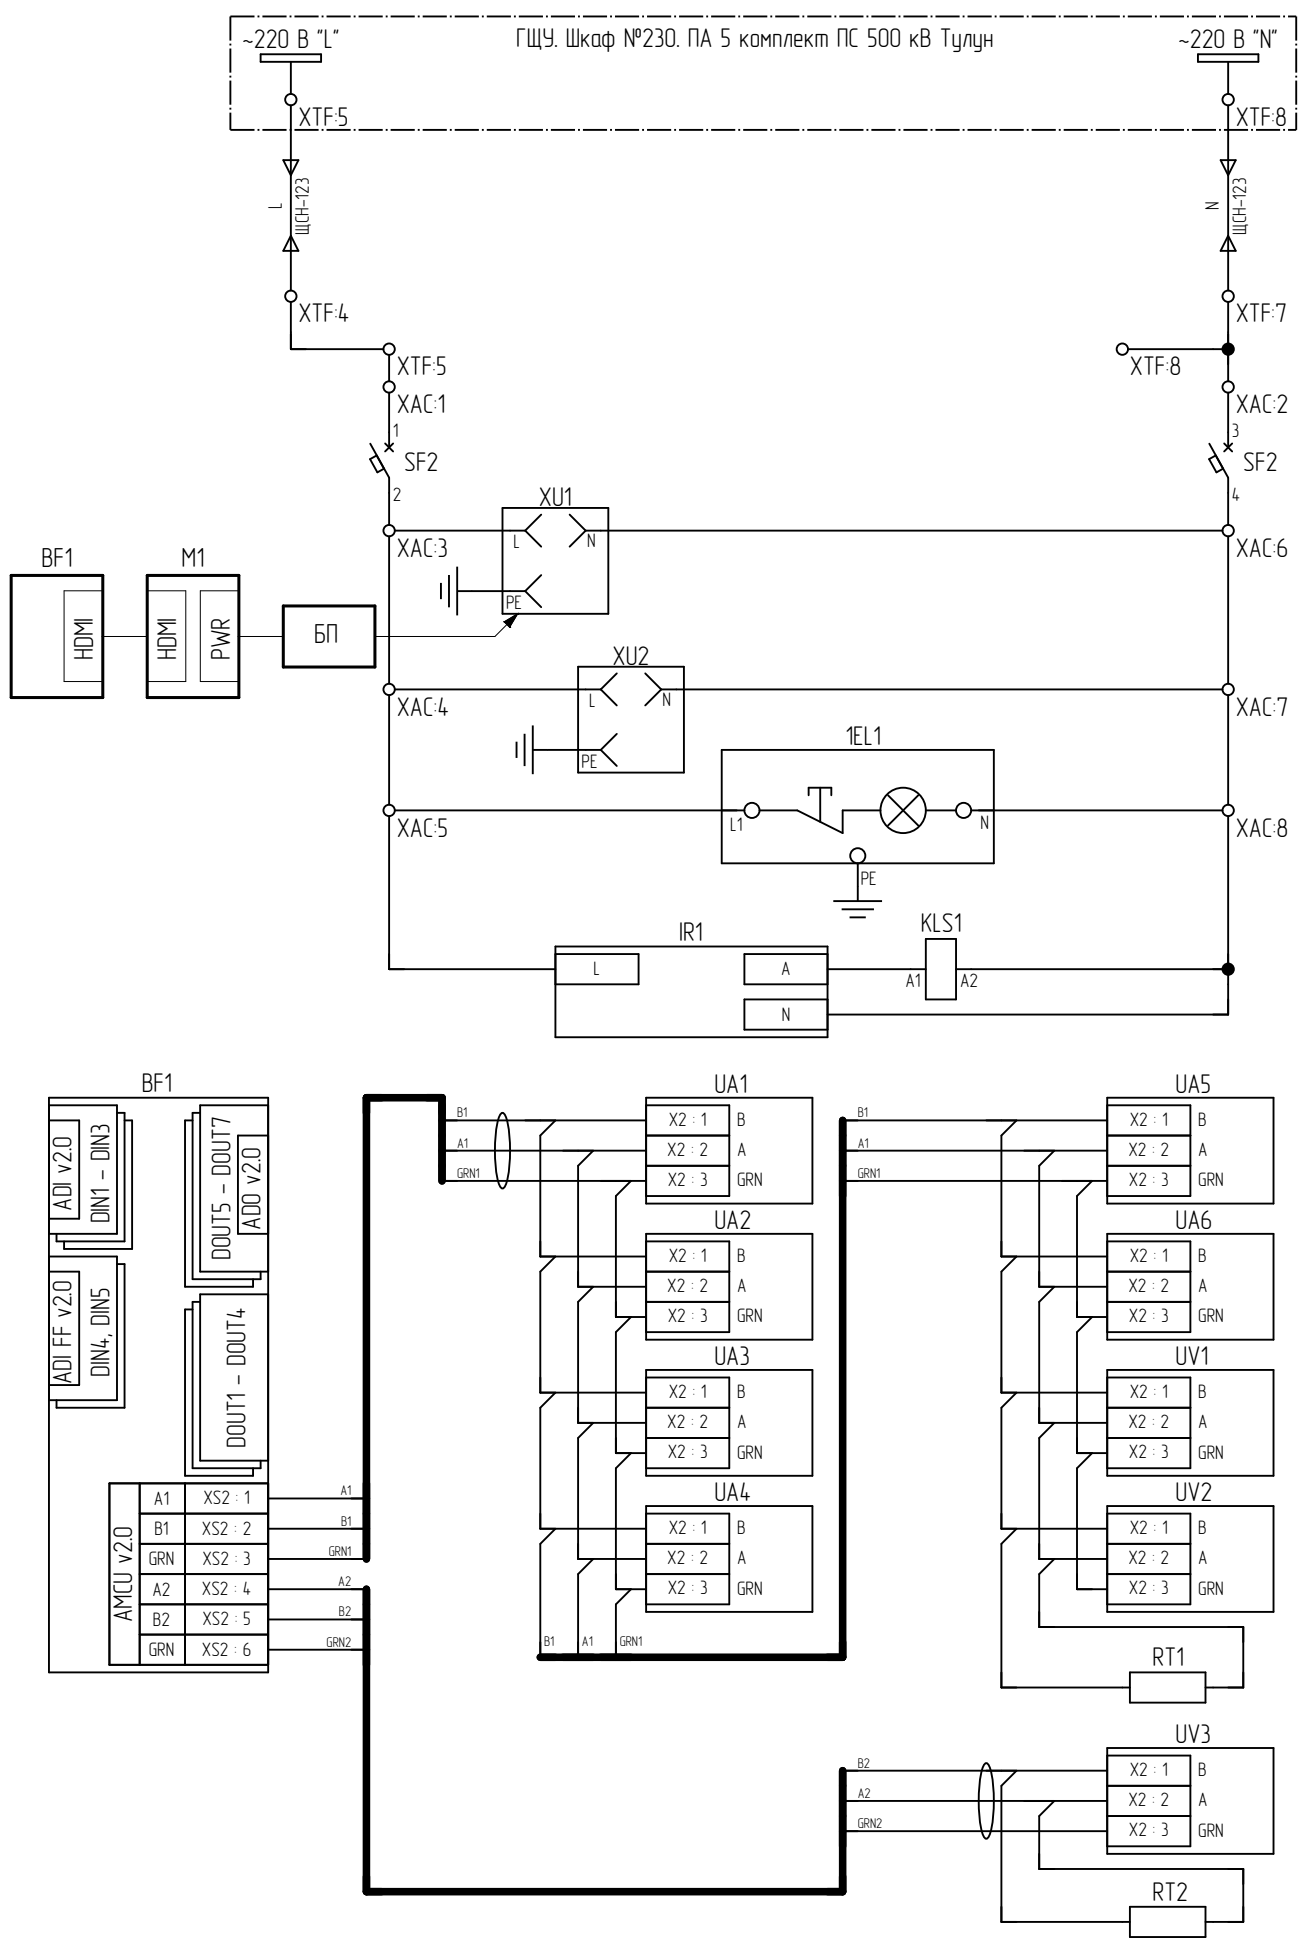 ~220 В "L"
ГЩУ. Шкаф №230. ПА 5 комплект ПС 500 кВ Тулун
~220 В "N"
XTF:5
XTF:8
L
ЩСН-123
N
ЩСН-123
XTF:4
XTF:7
XTF:5
XTF:8
XAC:1
XAC:2
1
SF2
2
3
SF2
4
XU1
L
N
PE
XAC:3
XAC:6
BF1
HDMI
M1
HDMI
PWR
БП
XU2
L
N
PE
XAC:4
XAC:7
1EL1
L1
N
PE
XAC:5
XAC:8
IR1
L
A
N
KLS1
A1
A2
BF1
ADI v2.0
DIN1 - DIN3
DOUT5 - DOUT7
ADO v2.0
ADI FF v2.0
DIN4, DIN5
DOUT1 - DOUT4
AMCU v2.0
A1 XS2 : 1
B1 XS2 : 2
GRN XS2 : 3
A2 XS2 : 4
B2 XS2 : 5
GRN XS2 : 6
A1
B1
GRN1
A2
B2
GRN2
B1
A1
GRN1
UA1
X2 : 1 B
X2 : 2 A
X2 : 3 GRN
UA2
X2 : 1 B
X2 : 2 A
X2 : 3 GRN
UA3
X2 : 1 B
X2 : 2 A
X2 : 3 GRN
UA4
X2 : 1 B
X2 : 2 A
X2 : 3 GRN
B1
A1
GRN1
B1
A1
GRN1
UA5
X2 : 1 B
X2 : 2 A
X2 : 3 GRN
UA6
X2 : 1 B
X2 : 2 A
X2 : 3 GRN
UV1
X2 : 1 B
X2 : 2 A
X2 : 3 GRN
UV2
X2 : 1 B
X2 : 2 A
X2 : 3 GRN
RT1
B2
A2
GRN2
UV3
X2 : 1 B
X2 : 2 A
X2 : 3 GRN
RT2